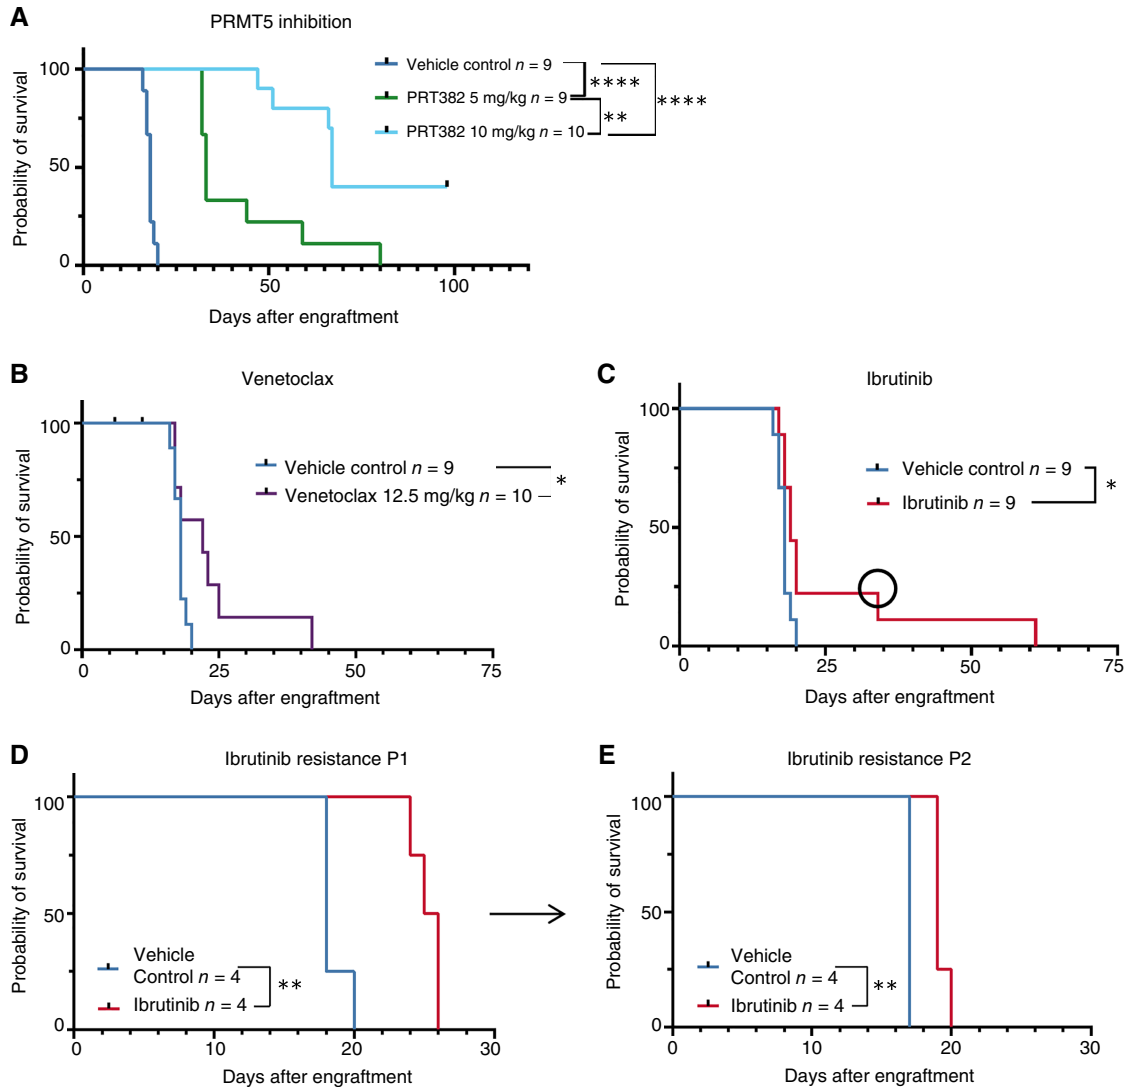 A
PRMT5 inhibition
Probability of survival
100
50
0
Vehicle control n = 9
PRT382 5 mg/kg n = 9
PRT382 10 mg/kg n = 10
****
**
****
0
50
100
Days after engraftment
B
Venetoclax
Probability of survival
100
50
0
Vehicle control n = 9
Venetoclax 12.5 mg/kg n = 10
*
0
25
50
75
Days after engraftment
C
Ibrutinib
Probability of survival
100
50
0
Vehicle control n = 9
Ibrutinib n = 9
*
0
25
50
75
Days after engraftment
D
Ibrutinib resistance P1
Probability of survival
100
50
0
Vehicle
Control n = 4
Ibrutinib n = 4
**
0
10
20
30
Days after engraftment
E
Ibrutinib resistance P2
Probability of survival
100
50
0
Vehicle
Control n = 4
Ibrutinib n = 4
**
0
10
20
30
Days after engraftment